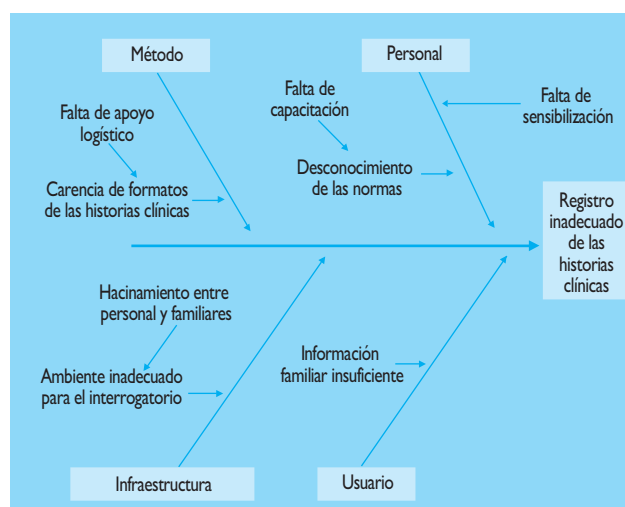 Método
Personal
Falta de apoyo
logístico
Falta de
capacitación
Falta de
sensibilización
Carencia de formatos
de las historias clínicas
Desconocimiento
de las normas
Registro
inadecuado
de las
historias
clínicas
Hacinamiento entre
personal y familiares
Ambiente inadecuado
para el interrogatorio
Información
familiar insuficiente
Infraestructura
Usuario